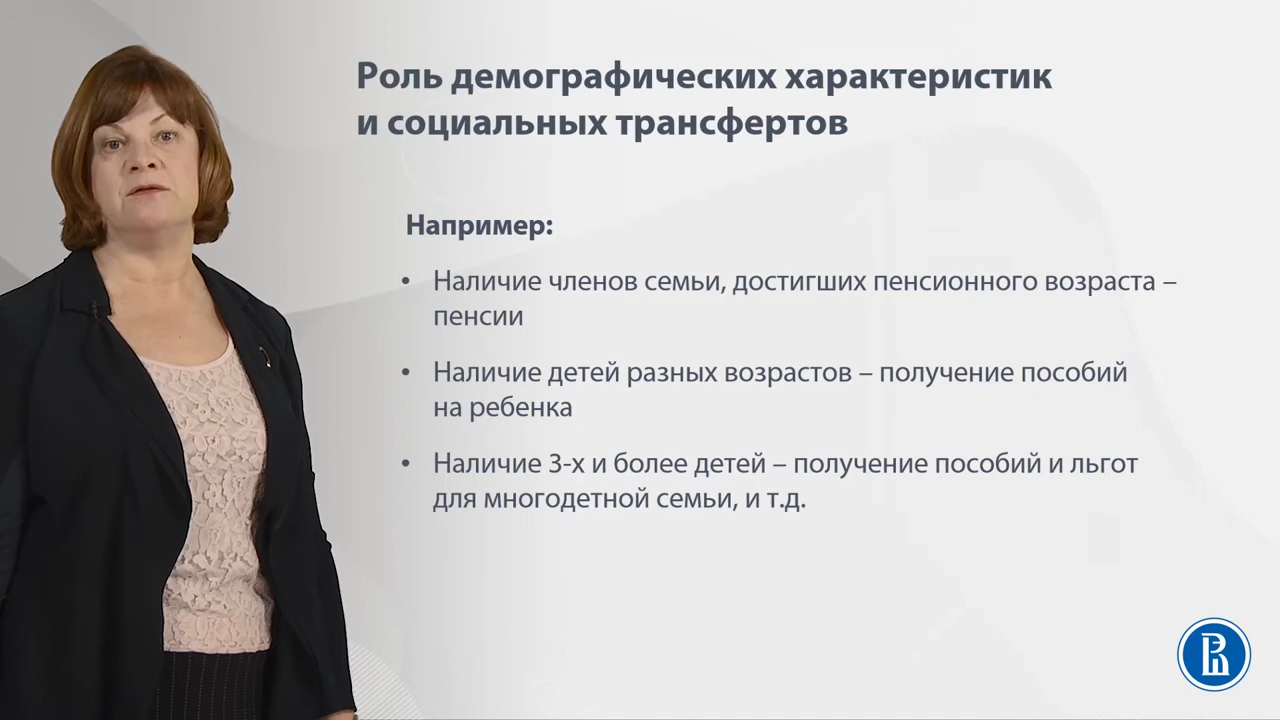 Роль демографических характеристик
и социальных трансфертов
Например:
• Наличие членов семьи, достигших пенсионного возраста –
пенсии
• Наличие детей разных возрастов – получение пособий
на ребенка
• Наличие 3-х и более детей – получение пособий и льгот
для многодетной семьи, и т.д.